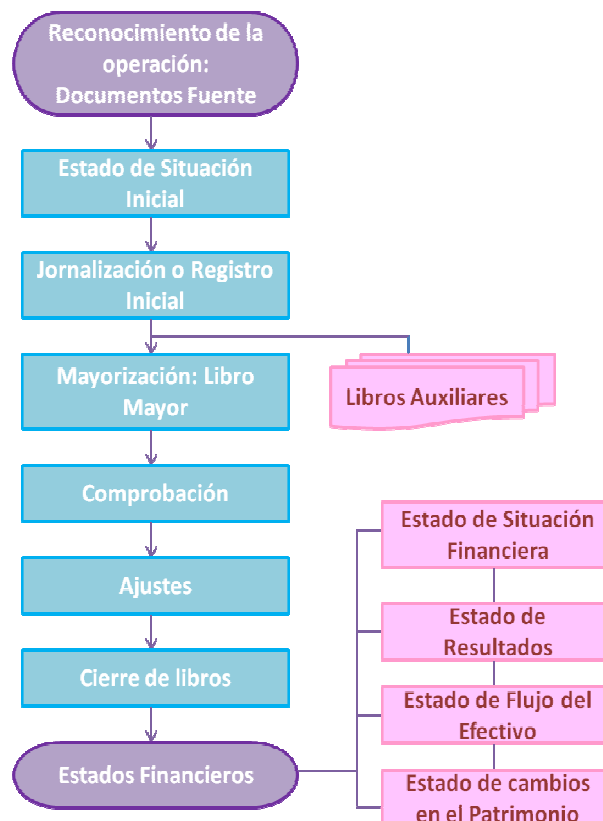 Reconocimiento de la
operación:
Documentos Fuente
Estado de Situación
Inicial
Jornalización o Registro
Inicial
Mayorización: Libro
Mayor
Libros Auxiliares
Comprobación
Ajustes
Cierre de libros
Estados Financieros
Estado de Situación
Financiera
Estado de
Resultados
Estado de Flujo del
Efectivo
Estado de cambios
en el Patrimonio